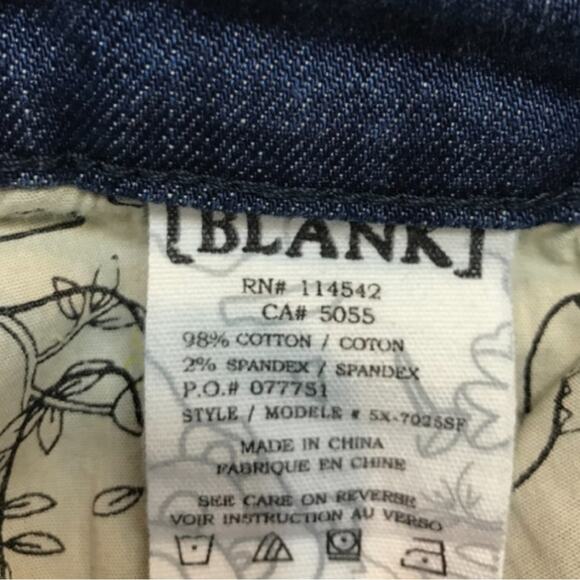 [BLANK]
RN# 114542
CA# 5055
98% COTTON / COTON
2% SPANDEX / SPANDEX
P.O.# 077751
STYLE / MODÈLE # 5X-7025SF
MADE IN CHINA
FABRIQUE EN CHINE
SEE CARE ON REVERSE
VOIR INSTRUCTION AU VERSO